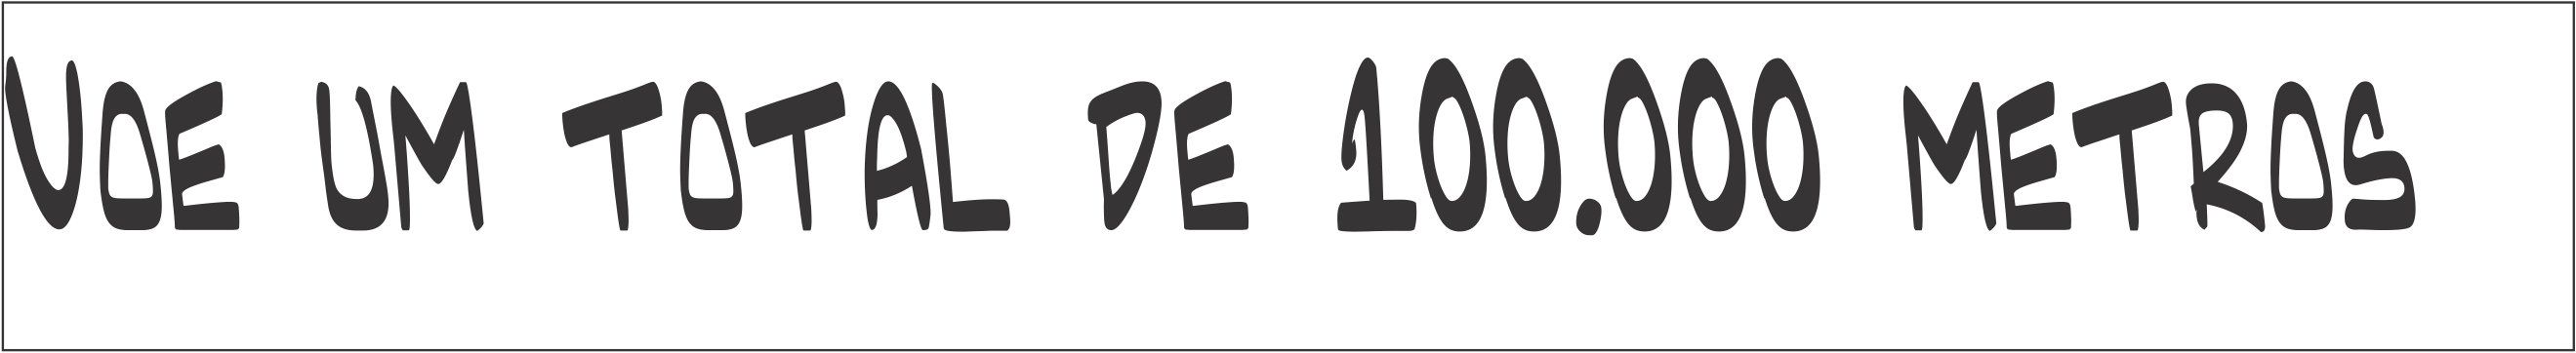 VOE UM TOTAL DE 100.000 METROS